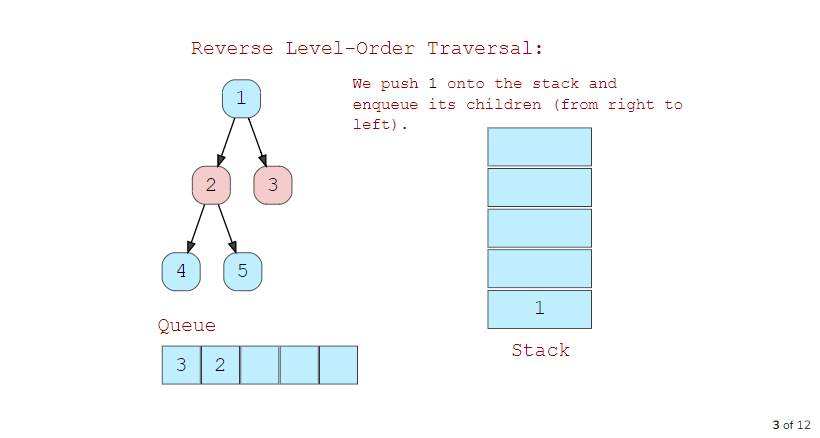 Reverse Level-Order Traversal:
We push 1 onto the stack and
enqueue its children (from right to
left).
1
2 3
4 5
1
Queue
Stack
3 2
3 of 12